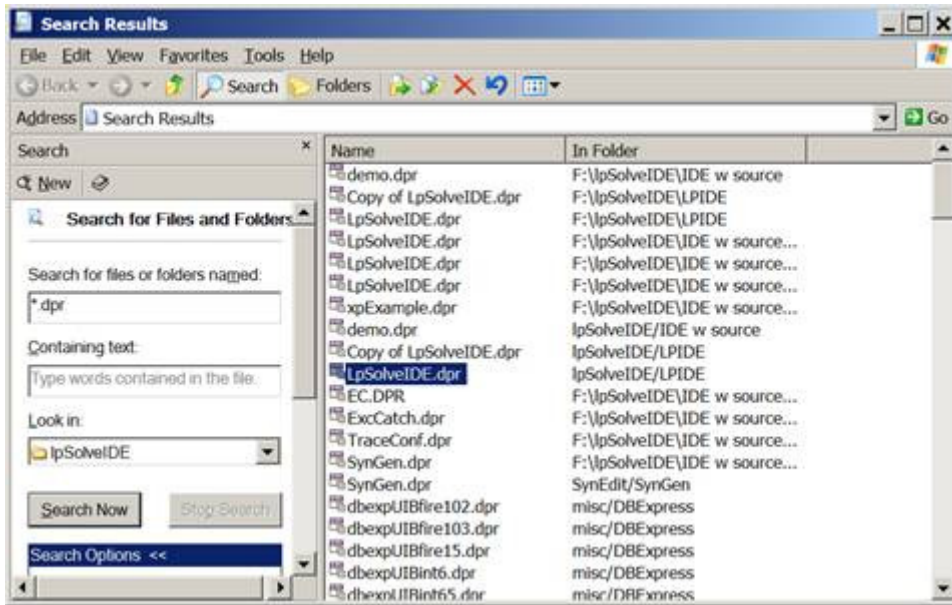 Search Results
File Edit View Favorites Tools Help
Back Search Folders
Address Search Results Go
Search
New
Search for Files and Folders
Search for files or folders named:
*.dpr
Containing text:
Type words contained in the file.
Look in:
lpSolveIDE
Search Now Stop Search
Search Options <<
Name In Folder
demo.dpr F:\lpSolveIDE\IDE w source
Copy of LpSolveIDE.dpr F:\lpSolveIDE\LPIDE
LpSolveIDE.dpr F:\lpSolveIDE\LPIDE
LpSolveIDE.dpr F:\lpSolveIDE\IDE w source...
LpSolveIDE.dpr F:\lpSolveIDE\IDE w source...
LpSolveIDE.dpr F:\lpSolveIDE\IDE w source...
xpExample.dpr F:\lpSolveIDE\IDE w source...
demo.dpr lpSolveIDE/IDE w source
Copy of LpSolveIDE.dpr lpSolveIDE/LPIDE
LpSolveIDE.dpr lpSolveIDE/LPIDE
EC.DPR F:\lpSolveIDE\IDE w source...
ExcCatch.dpr F:\lpSolveIDE\IDE w source...
TraceConf.dpr F:\lpSolveIDE\IDE w source...
SynGen.dpr F:\lpSolveIDE\IDE w source...
SynGen.dpr SynEdit/SynGen
dbexpUIBfire102.dpr misc/DBExpress
dbexpUIBfire103.dpr misc/DBExpress
dbexpUIBfire15.dpr misc/DBExpress
dbexpUIBint6.dpr misc/DBExpress
dbexpUIBint65.dpr misc/DBExpress